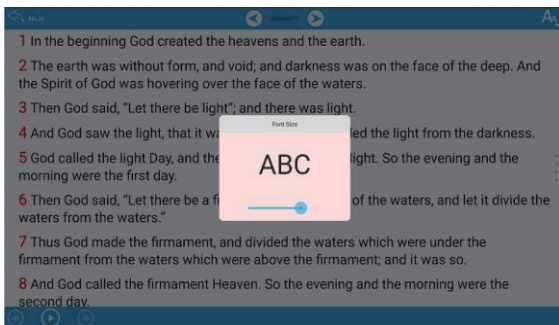 NKJV
Genesis 1
1 In the beginning God created the heavens and the earth.
2 The earth was without form, and void; and darkness was on the face of the deep. And
the Spirit of God was hovering over the face of the waters.
3 Then God said, "Let there be light"; and there was light.
Font Size
4 And God saw the light, that it wa led the light from the darkness.
5 God called the light Day, and the light. So the evening and the
ABC
morning were the first day.
6 Then God said, "Let there be a fi of the waters, and let it divide the
waters from the waters."
7 Thus God made the firmament, and divided the waters which were under the
firmament from the waters which were above the firmament; and it was so.
8 And God called the firmament Heaven. So the evening and the morning were the
second day.